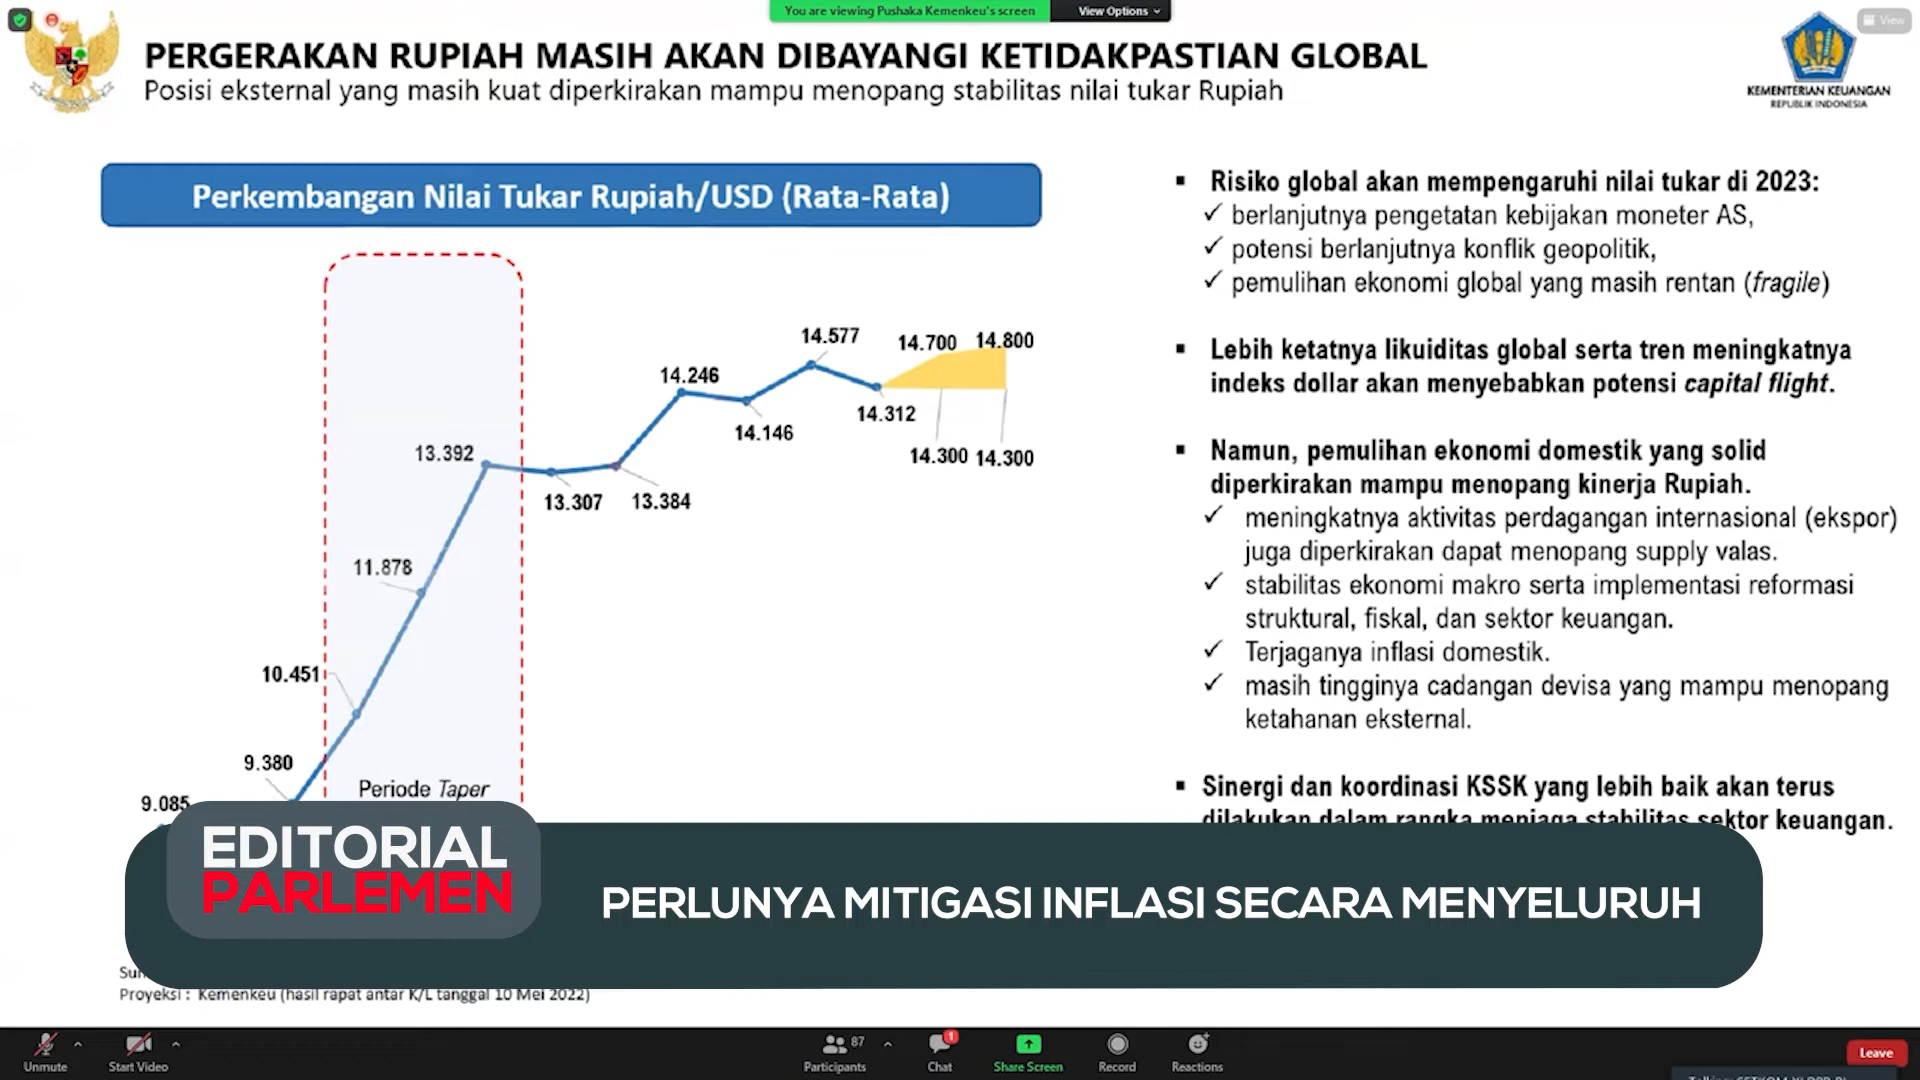 You are viewing Pushaka Kemenkeu's screen
View Options
View
PERGERAKAN RUPIAH MASIH AKAN DIBAYANGI KETIDAKPASTIAN GLOBAL
Posisi eksternal yang masih kuat diperkirakan mampu menopang stabilitas nilai tukar Rupiah
KEMENTERIAN KEUANGAN
REPUBLIK INDONESIA
Perkembangan Nilai Tukar Rupiah/USD (Rata-Rata)
14.577
14.700
14.800
14.246
14.312
14.146
13.392
14.300
14.300
13.307
13.384
11.878
10.451
9.380
9.085
Periode Taper
▪ Risiko global akan mempengaruhi nilai tukar di 2023:
✓ berlanjutnya pengetatan kebijakan moneter AS,
✓ potensi berlanjutnya konflik geopolitik,
✓ pemulihan ekonomi global yang masih rentan (fragile)
▪ Lebih ketatnya likuiditas global serta tren meningkatnya
indeks dollar akan menyebabkan potensi capital flight.
▪ Namun, pemulihan ekonomi domestik yang solid
diperkirakan mampu menopang kinerja Rupiah.
✓ meningkatnya aktivitas perdagangan internasional (ekspor)
juga diperkirakan dapat menopang supply valas.
✓ stabilitas ekonomi makro serta implementasi reformasi
struktural, fiskal, dan sektor keuangan.
✓ Terjaganya inflasi domestik.
✓ masih tingginya cadangan devisa yang mampu menopang
ketahanan eksternal.
▪ Sinergi dan koordinasi KSSK yang lebih baik akan terus
dilakukan dalam rangka menjaga stabilitas sektor keuangan.
EDITORIAL
PARLEMEN
PERLUNYA MITIGASI INFLASI SECARA MENYELURUH
Proyeksi : Kemenkeu (hasil rapat antar K/L tanggal 10 Mei 2022)
Unmute
Start Video
87
Participants
1
Chat
Share Screen
Record
Reactions
Leave